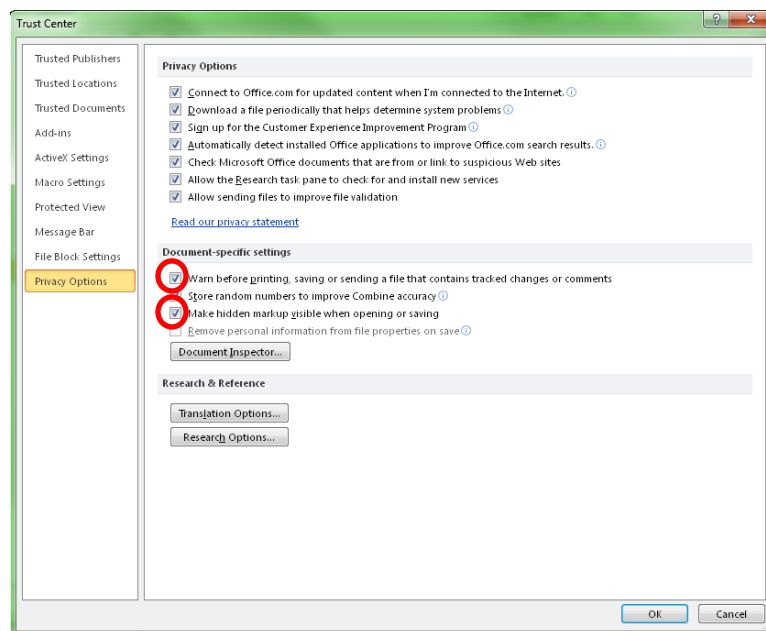 Trust Center
Trusted Publishers
Trusted Locations
Trusted Documents
Add-ins
ActiveX Settings
Macro Settings
Protected View
Message Bar
File Block Settings
Privacy Options
Privacy Options
Connect to Office.com for updated content when I'm connected to the Internet.
Download a file periodically that helps determine system problems
Sign up for the Customer Experience Improvement Program
Automatically detect installed Office applications to improve Office.com search results.
Check Microsoft Office documents that are from or link to suspicious Web sites
Allow the Research task pane to check for and install new services
Allow sending files to improve file validation
Read our privacy statement
Document-specific settings
Warn before printing, saving or sending a file that contains tracked changes or comments
Store random numbers to improve Combine accuracy
Make hidden markup visible when opening or saving
Remove personal information from file properties on save
Document Inspector...
Research & Reference
Translation Options...
Research Options...
OK Cancel